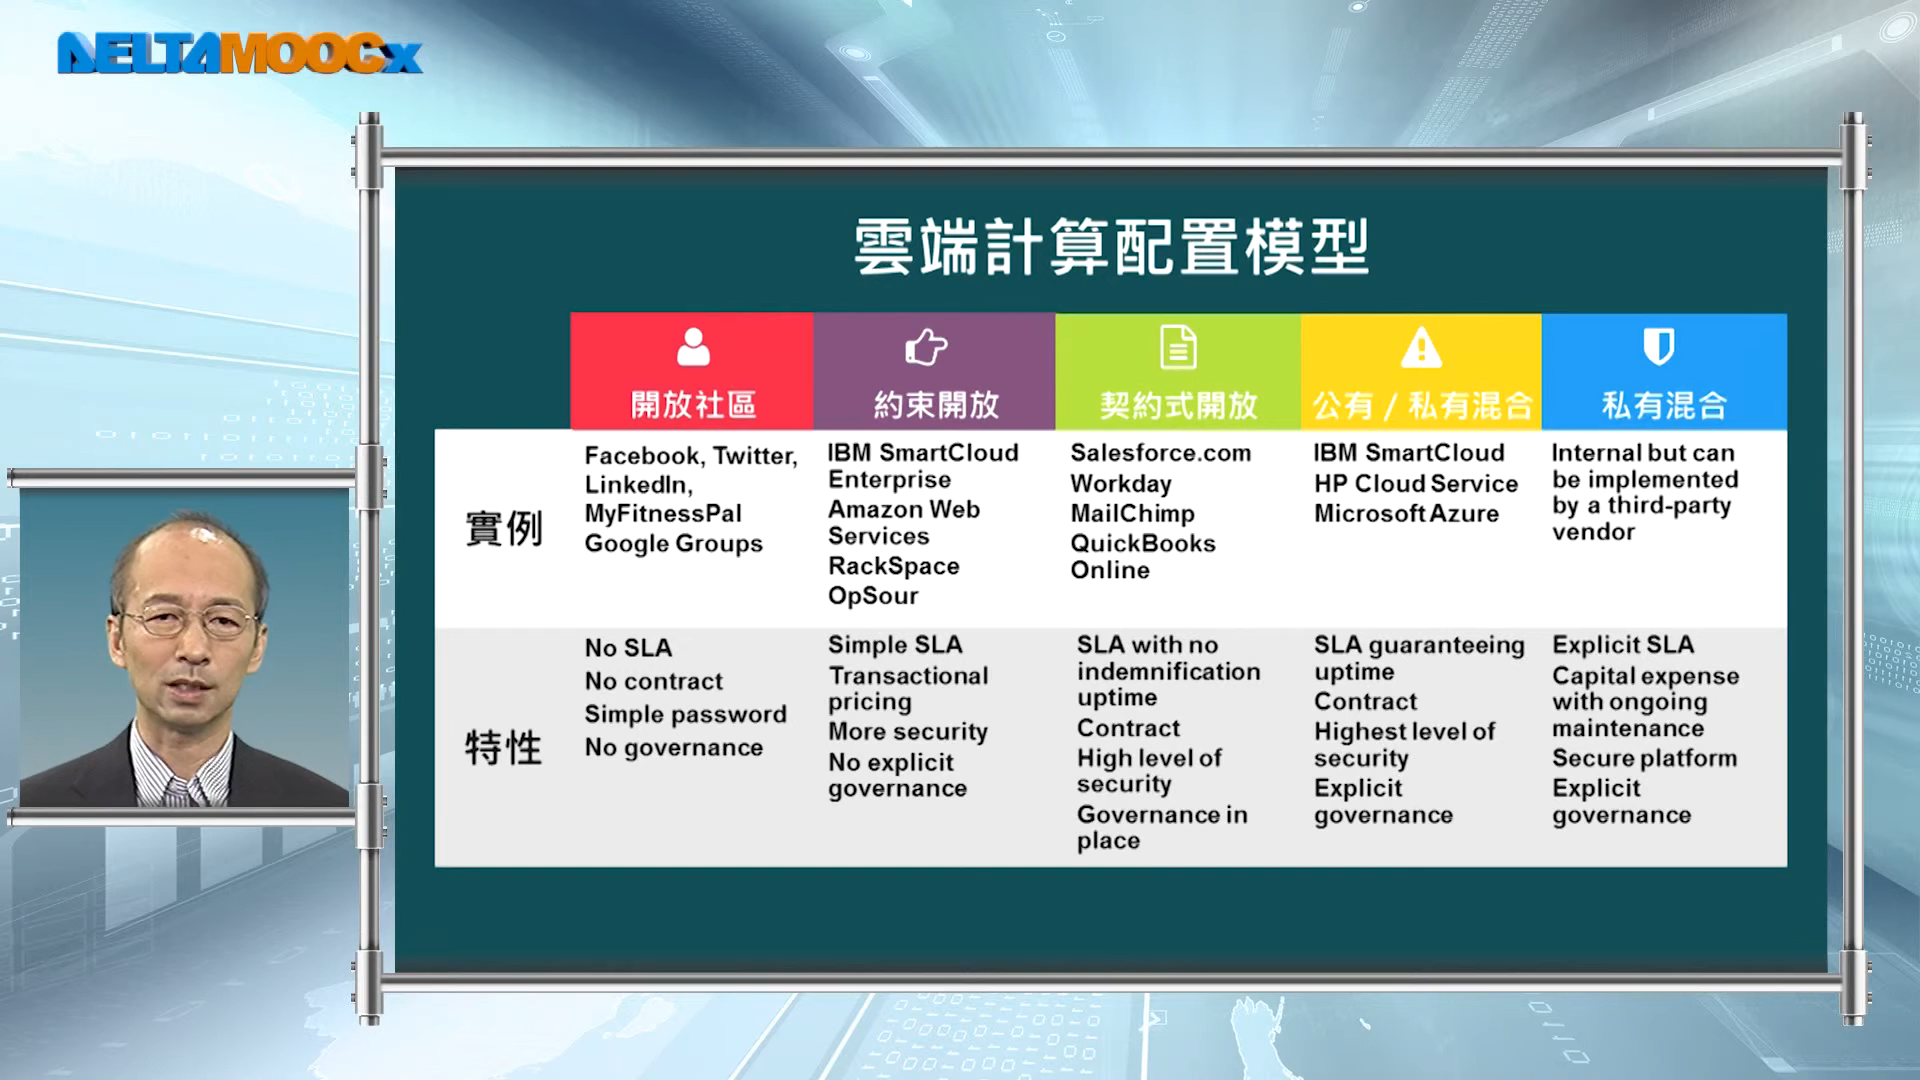 DELTAMOOCx
雲端計算配置模型
開放社區
約束開放
契約式開放
公有 / 私有混合
私有混合
實例
Facebook, Twitter,
LinkedIn,
MyFitnessPal
Google Groups
IBM SmartCloud
Enterprise
Amazon Web
Services
RackSpace
OpSour
Salesforce.com
Workday
MailChimp
QuickBooks
Online
IBM SmartCloud
HP Cloud Service
Microsoft Azure
Internal but can
be implemented
by a third-party
vendor
特性
No SLA
No contract
Simple password
No governance
Simple SLA
Transactional
pricing
More security
No explicit
governance
SLA with no
indemnification
uptime
Contract
High level of
security
Governance in
place
SLA guaranteeing
uptime
Contract
Highest level of
security
Explicit
governance
Explicit SLA
Capital expense
with ongoing
maintenance
Secure platform
Explicit
governance